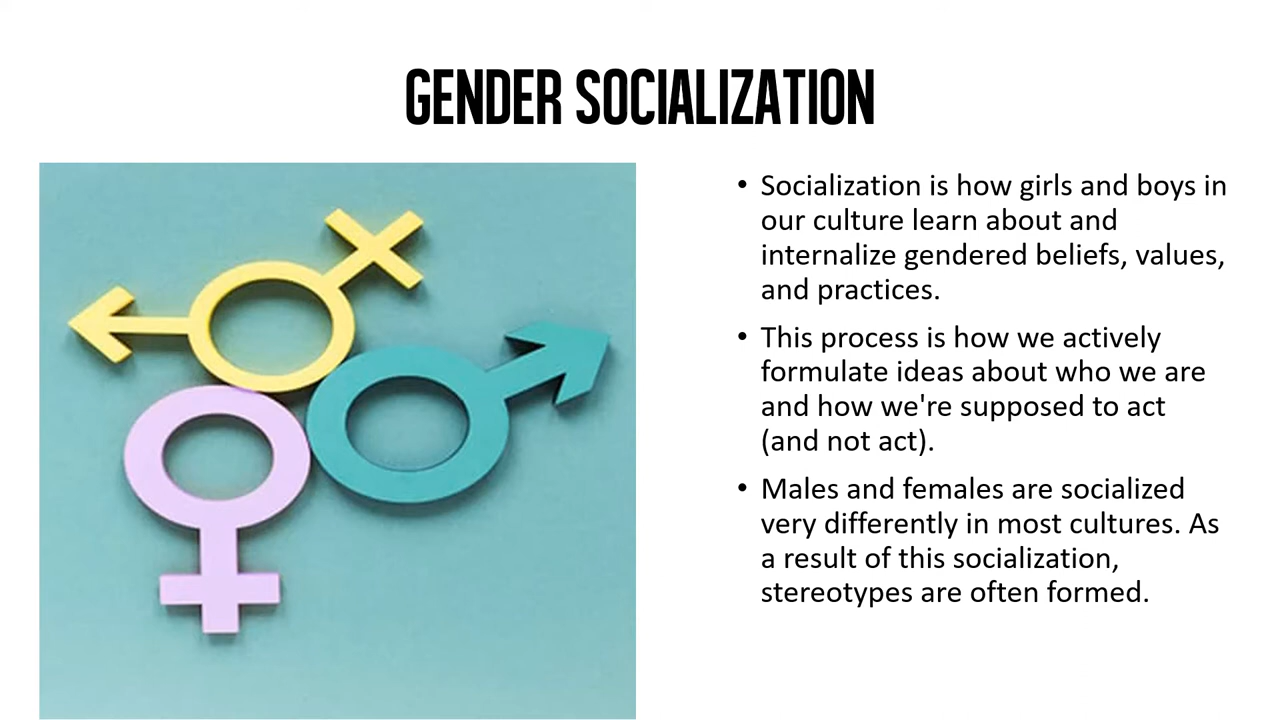 GENDER SOCIALIZATION
• Socialization is how girls and boys in
our culture learn about and
internalize gendered beliefs, values,
and practices.
• This process is how we actively
formulate ideas about who we are
and how we're supposed to act
(and not act).
• Males and females are socialized
very differently in most cultures. As
a result of this socialization,
stereotypes are often formed.